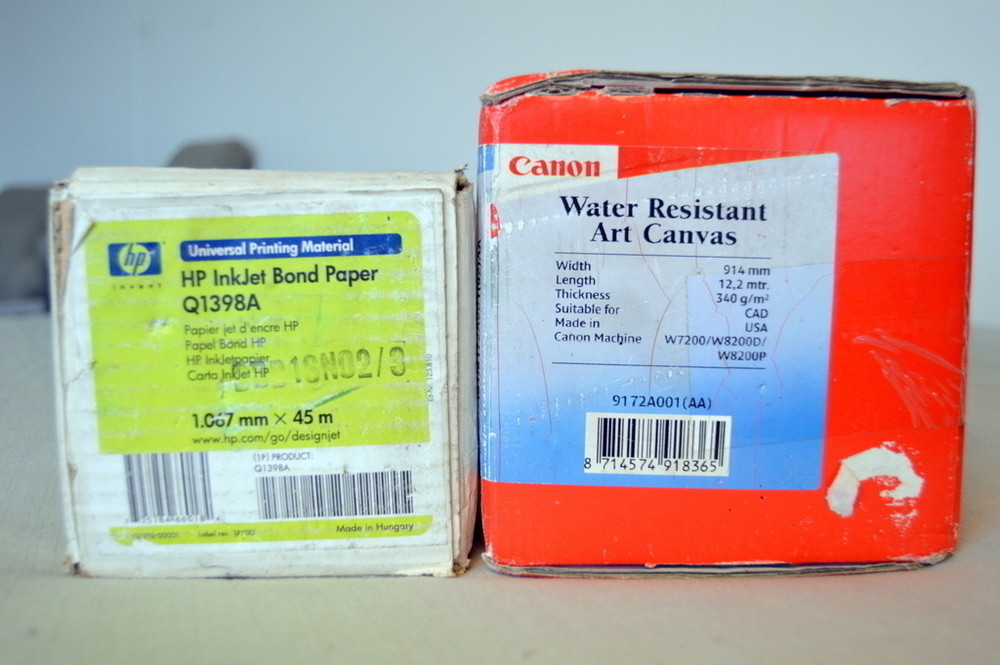 hp
invent
Universal Printing Material
HP InkJet Bond Paper
Q1398A
Papier jet d'encre HP
Papel Bond HP
HP Inkjetpapier
Carta InkJet HP
1SN02/3
1.067 mm × 45 m
www.hp.com/go/designjet
(1P) PRODUCT:
Q1398A
Made in Hungary
Canon
Water Resistant
Art Canvas
Width 914 mm
Length 12,2 mtr.
Thickness 340 g/m²
Suitable for CAD
Made in USA
Canon Machine W7200/W8200D/
W8200P
9172A001(AA)
8 714574 918365